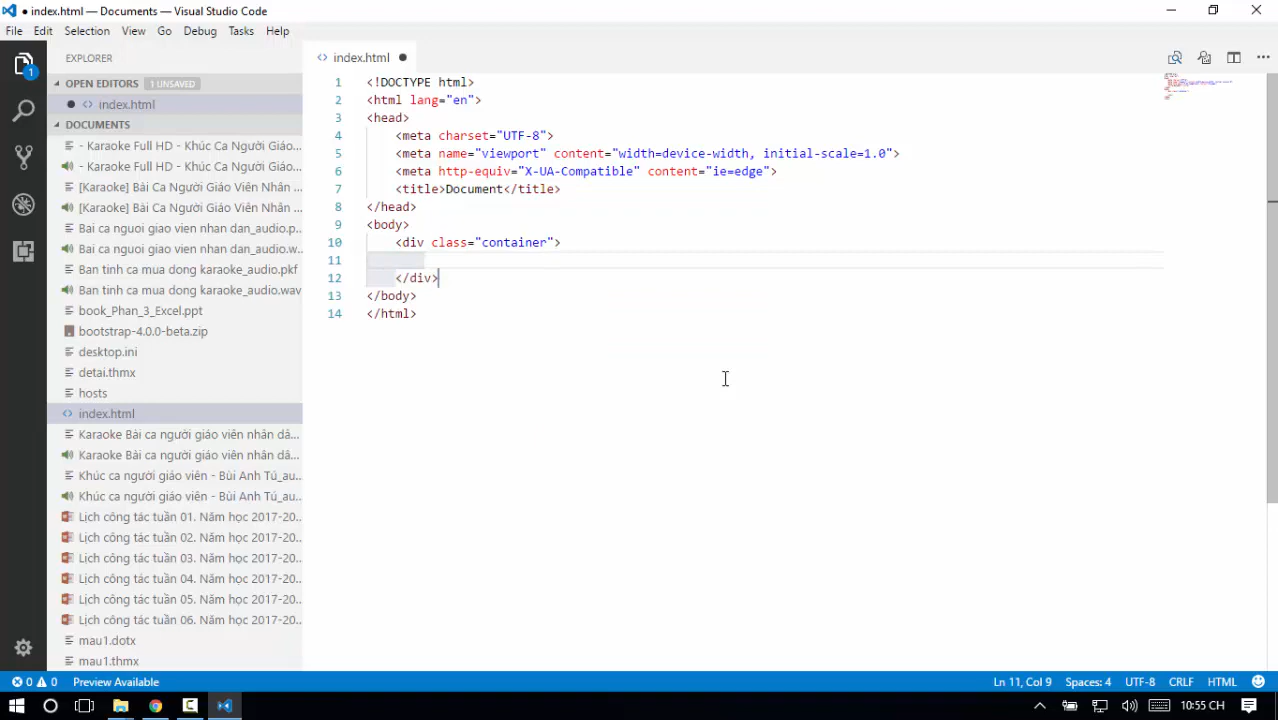 ● index.html — Documents — Visual Studio Code
File Edit Selection View Go Debug Tasks Help
EXPLORER
index.html
OPEN EDITORS 1 UNSAVED
index.html
DOCUMENTS
- Karaoke Full HD - Khúc Ca Người Giáo...
- Karaoke Full HD - Khúc Ca Người Giáo...
[Karaoke] Bài Ca Người Giáo Viên Nhân ...
[Karaoke] Bài Ca Người Giáo Viên Nhân ...
Bai ca nguoi giao vien nhan dan_audio.p...
Bai ca nguoi giao vien nhan dan_audio.w...
Ban tinh ca mua dong karaoke_audio.pkf
Ban tinh ca mua dong karaoke_audio.wav
book_Phan_3_Excel.ppt
bootstrap-4.0.0-beta.zip
desktop.ini
detai.thmx
hosts
index.html
Karaoke Bài ca người giáo viên nhân dâ...
Karaoke Bài ca người giáo viên nhân dâ...
Khúc ca người giáo viên - Bùi Anh Tú_au...
Khúc ca người giáo viên - Bùi Anh Tú_au...
Lịch công tác tuần 01. Năm học 2017-20...
Lịch công tác tuần 02. Năm học 2017-20...
Lịch công tác tuần 03. Năm học 2017-20...
Lịch công tác tuần 04. Năm học 2017-20...
Lịch công tác tuần 05. Năm học 2017-20...
Lịch công tác tuần 06. Năm học 2017-20...
mau1.dotx
mau1.thmx
1 <!DOCTYPE html>
2 <html lang="en">
3 <head>
4 <meta charset="UTF-8">
5 <meta name="viewport" content="width=device-width, initial-scale=1.0">
6 <meta http-equiv="X-UA-Compatible" content="ie=edge">
7 <title>Document</title>
8 </head>
9 <body>
10 <div class="container">
11
12 </div>
13 </body>
14 </html>
1
0 0 Preview Available
Ln 11, Col 9 Spaces: 4 UTF-8 CRLF HTML
10:55 CH